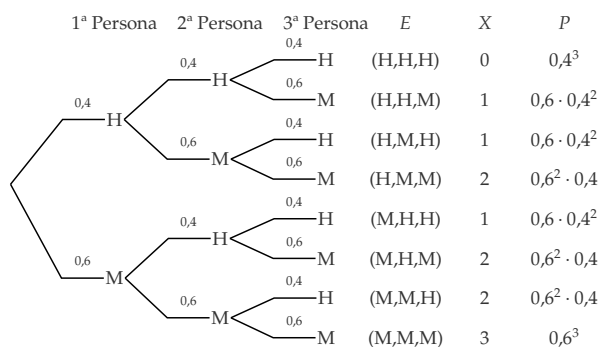 1ª Persona 2ª Persona 3ª Persona E X P
0,4 H (H,H,H) 0 0,4³
0,4 H
0,6 M (H,H,M) 1 0,6 · 0,4²
0,4 H
0,4 H (H,M,H) 1 0,6 · 0,4²
0,6 M
0,6 M (H,M,M) 2 0,6² · 0,4
0,4 H (M,H,H) 1 0,6 · 0,4²
0,4 H
0,6 M (M,H,M) 2 0,6² · 0,4
0,6 M
0,4 H (M,M,H) 2 0,6² · 0,4
0,6 M
0,6 M (M,M,M) 3 0,6³